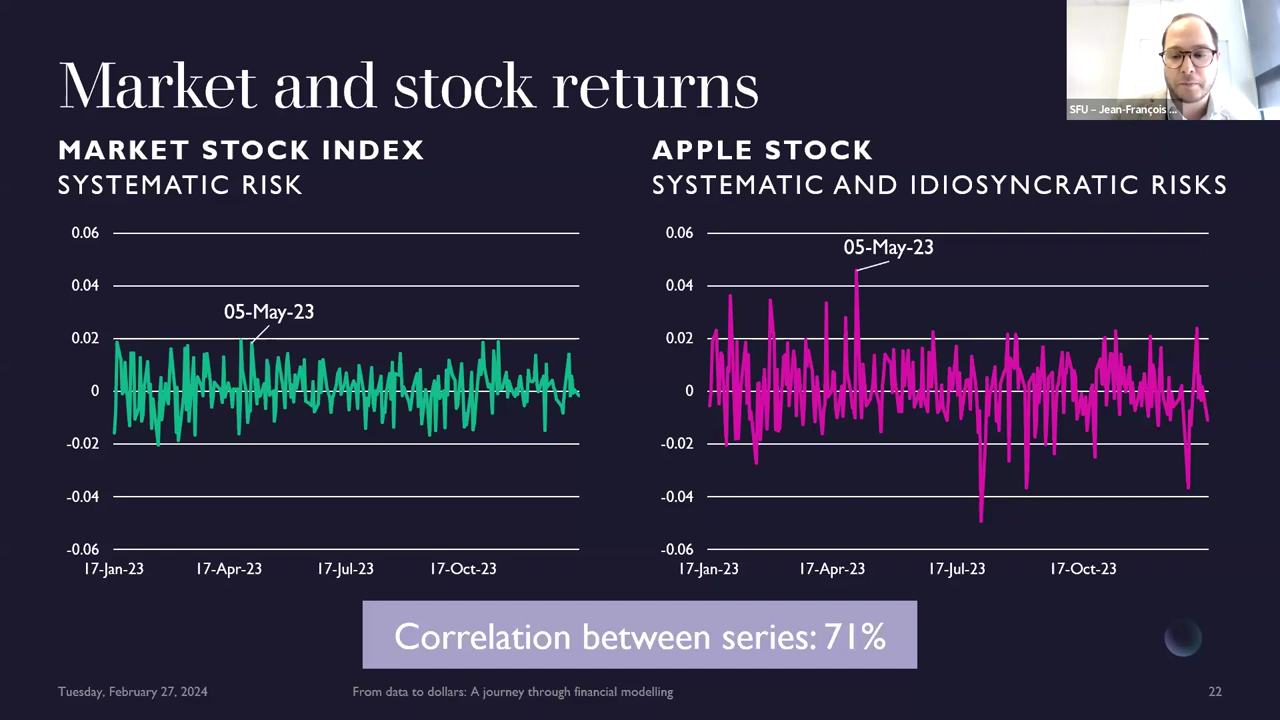 Market and stock returns
SFU – Jean-François ...
MARKET STOCK INDEX
SYSTEMATIC RISK
0.06
0.04
0.02
0
-0.02
-0.04
-0.06
05-May-23
17-Jan-23
17-Apr-23
17-Jul-23
17-Oct-23
APPLE STOCK
SYSTEMATIC AND IDIOSYNCRATIC RISKS
0.06
0.04
0.02
0
-0.02
-0.04
-0.06
05-May-23
17-Jan-23
17-Apr-23
17-Jul-23
17-Oct-23
Correlation between series: 71%
Tuesday, February 27, 2024
From data to dollars: A journey through financial modelling
22